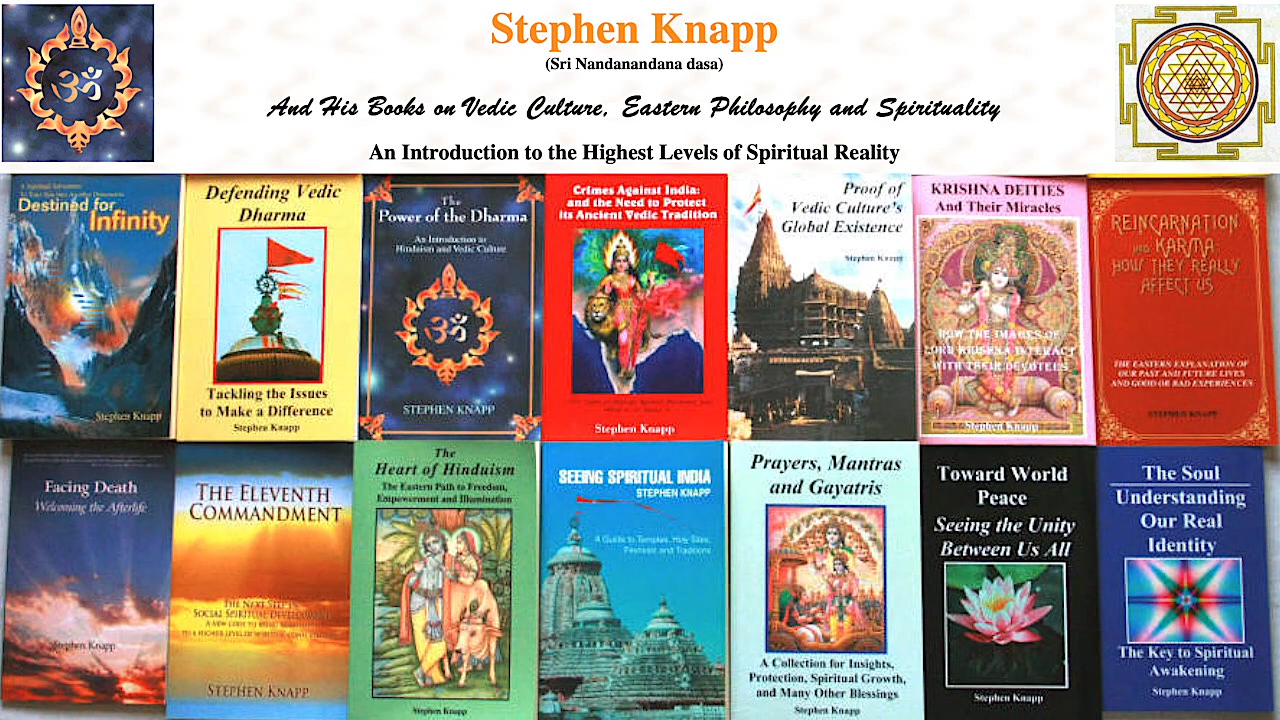 Stephen Knapp
(Sri Nandanandana dasa)
And His Books on Vedic Culture, Eastern Philosophy and Spirituality
An Introduction to the Highest Levels of Spiritual Reality
Destined for
Infinity
Stephen Knapp
Defending Vedic
Dharma
Tackling the Issues
to Make a Difference
Stephen Knapp
The
Power of the Dharma
An Introduction to
Hinduism and Vedic Culture
ॐ
STEPHEN KNAPP
Crimes Against India:
and the Need to Protect
its Ancient Vedic Tradition
Stephen Knapp
Proof of
Vedic Culture's
Global Existence
Stephen Knapp
KRISHNA DEITIES
And Their Miracles
HOW THE IMAGES OF
LORD KRISHNA INTERACT
WITH THEIR DEVOTEES
Stephen Knapp
REINCARNATION
AND KARMA:
HOW THEY REALLY
AFFECT US
THE EASTERN EXPLANATION OF
OUR PAST AND FUTURE LIVES
AND GOOD OR BAD EXPERIENCES
STEPHEN KNAPP
Facing Death
Welcoming the Afterlife
Stephen Knapp
THE ELEVENTH
COMMANDMENT
THE NEXT STEP IN
SOCIAL SPIRITUAL DEVELOPMENT
STEPHEN KNAPP
The
Heart of Hinduism
The Eastern Path to Freedom,
Empowerment and Illumination
Stephen Knapp
SEEING SPIRITUAL INDIA
STEPHEN KNAPP
A Guide to Temples, Holy Sites,
Festivals and Traditions
Prayers, Mantras
and Gayatris
A Collection for Insights,
Protection, Spiritual Growth,
and Many Other Blessings
Stephen Knapp
Toward World
Peace
Seeing the Unity
Between Us All
Stephen Knapp
The Soul
Understanding
Our Real
Identity
The Key to Spiritual
Awakening
Stephen Knapp